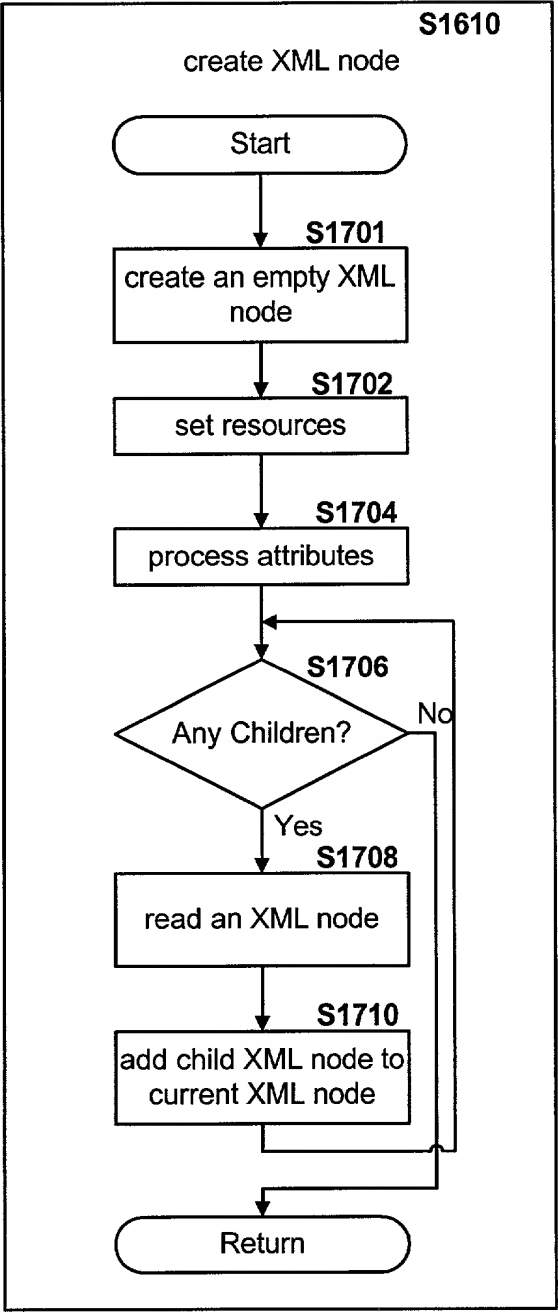 S1610
create XML node
Start
S1701
create an empty XML
node
S1702
set resources
S1704
process attributes
S1706
Any Children?
No
Yes
S1708
read an XML node
S1710
add child XML node to
current XML node
Return